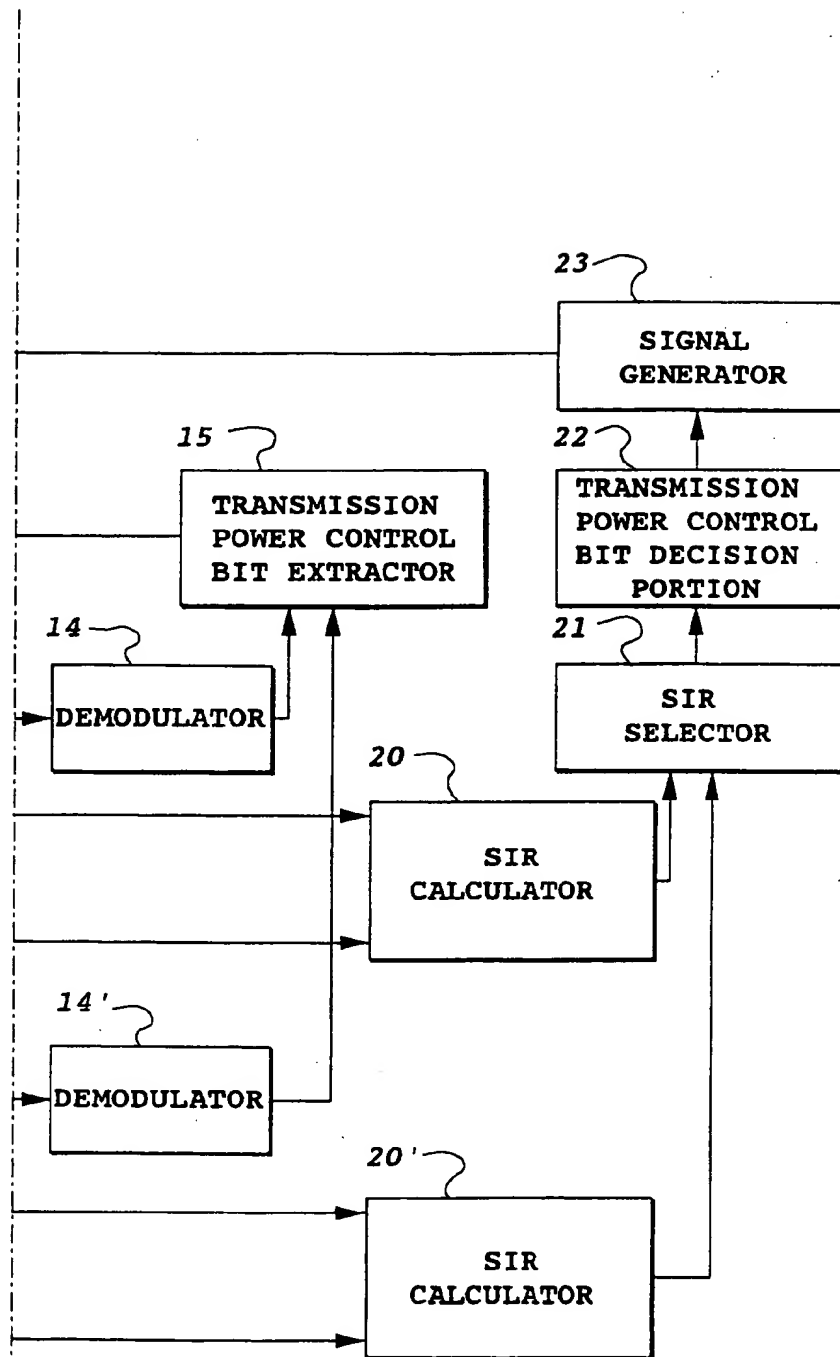 23
SIGNAL
GENERATOR
15
22
TRANSMISSION
POWER CONTROL
BIT EXTRACTOR
TRANSMISSION
POWER CONTROL
BIT DECISION
PORTION
14
21
DEMODULATOR
SIR
SELECTOR
20
SIR
CALCULATOR
14'
DEMODULATOR
20'
SIR
CALCULATOR